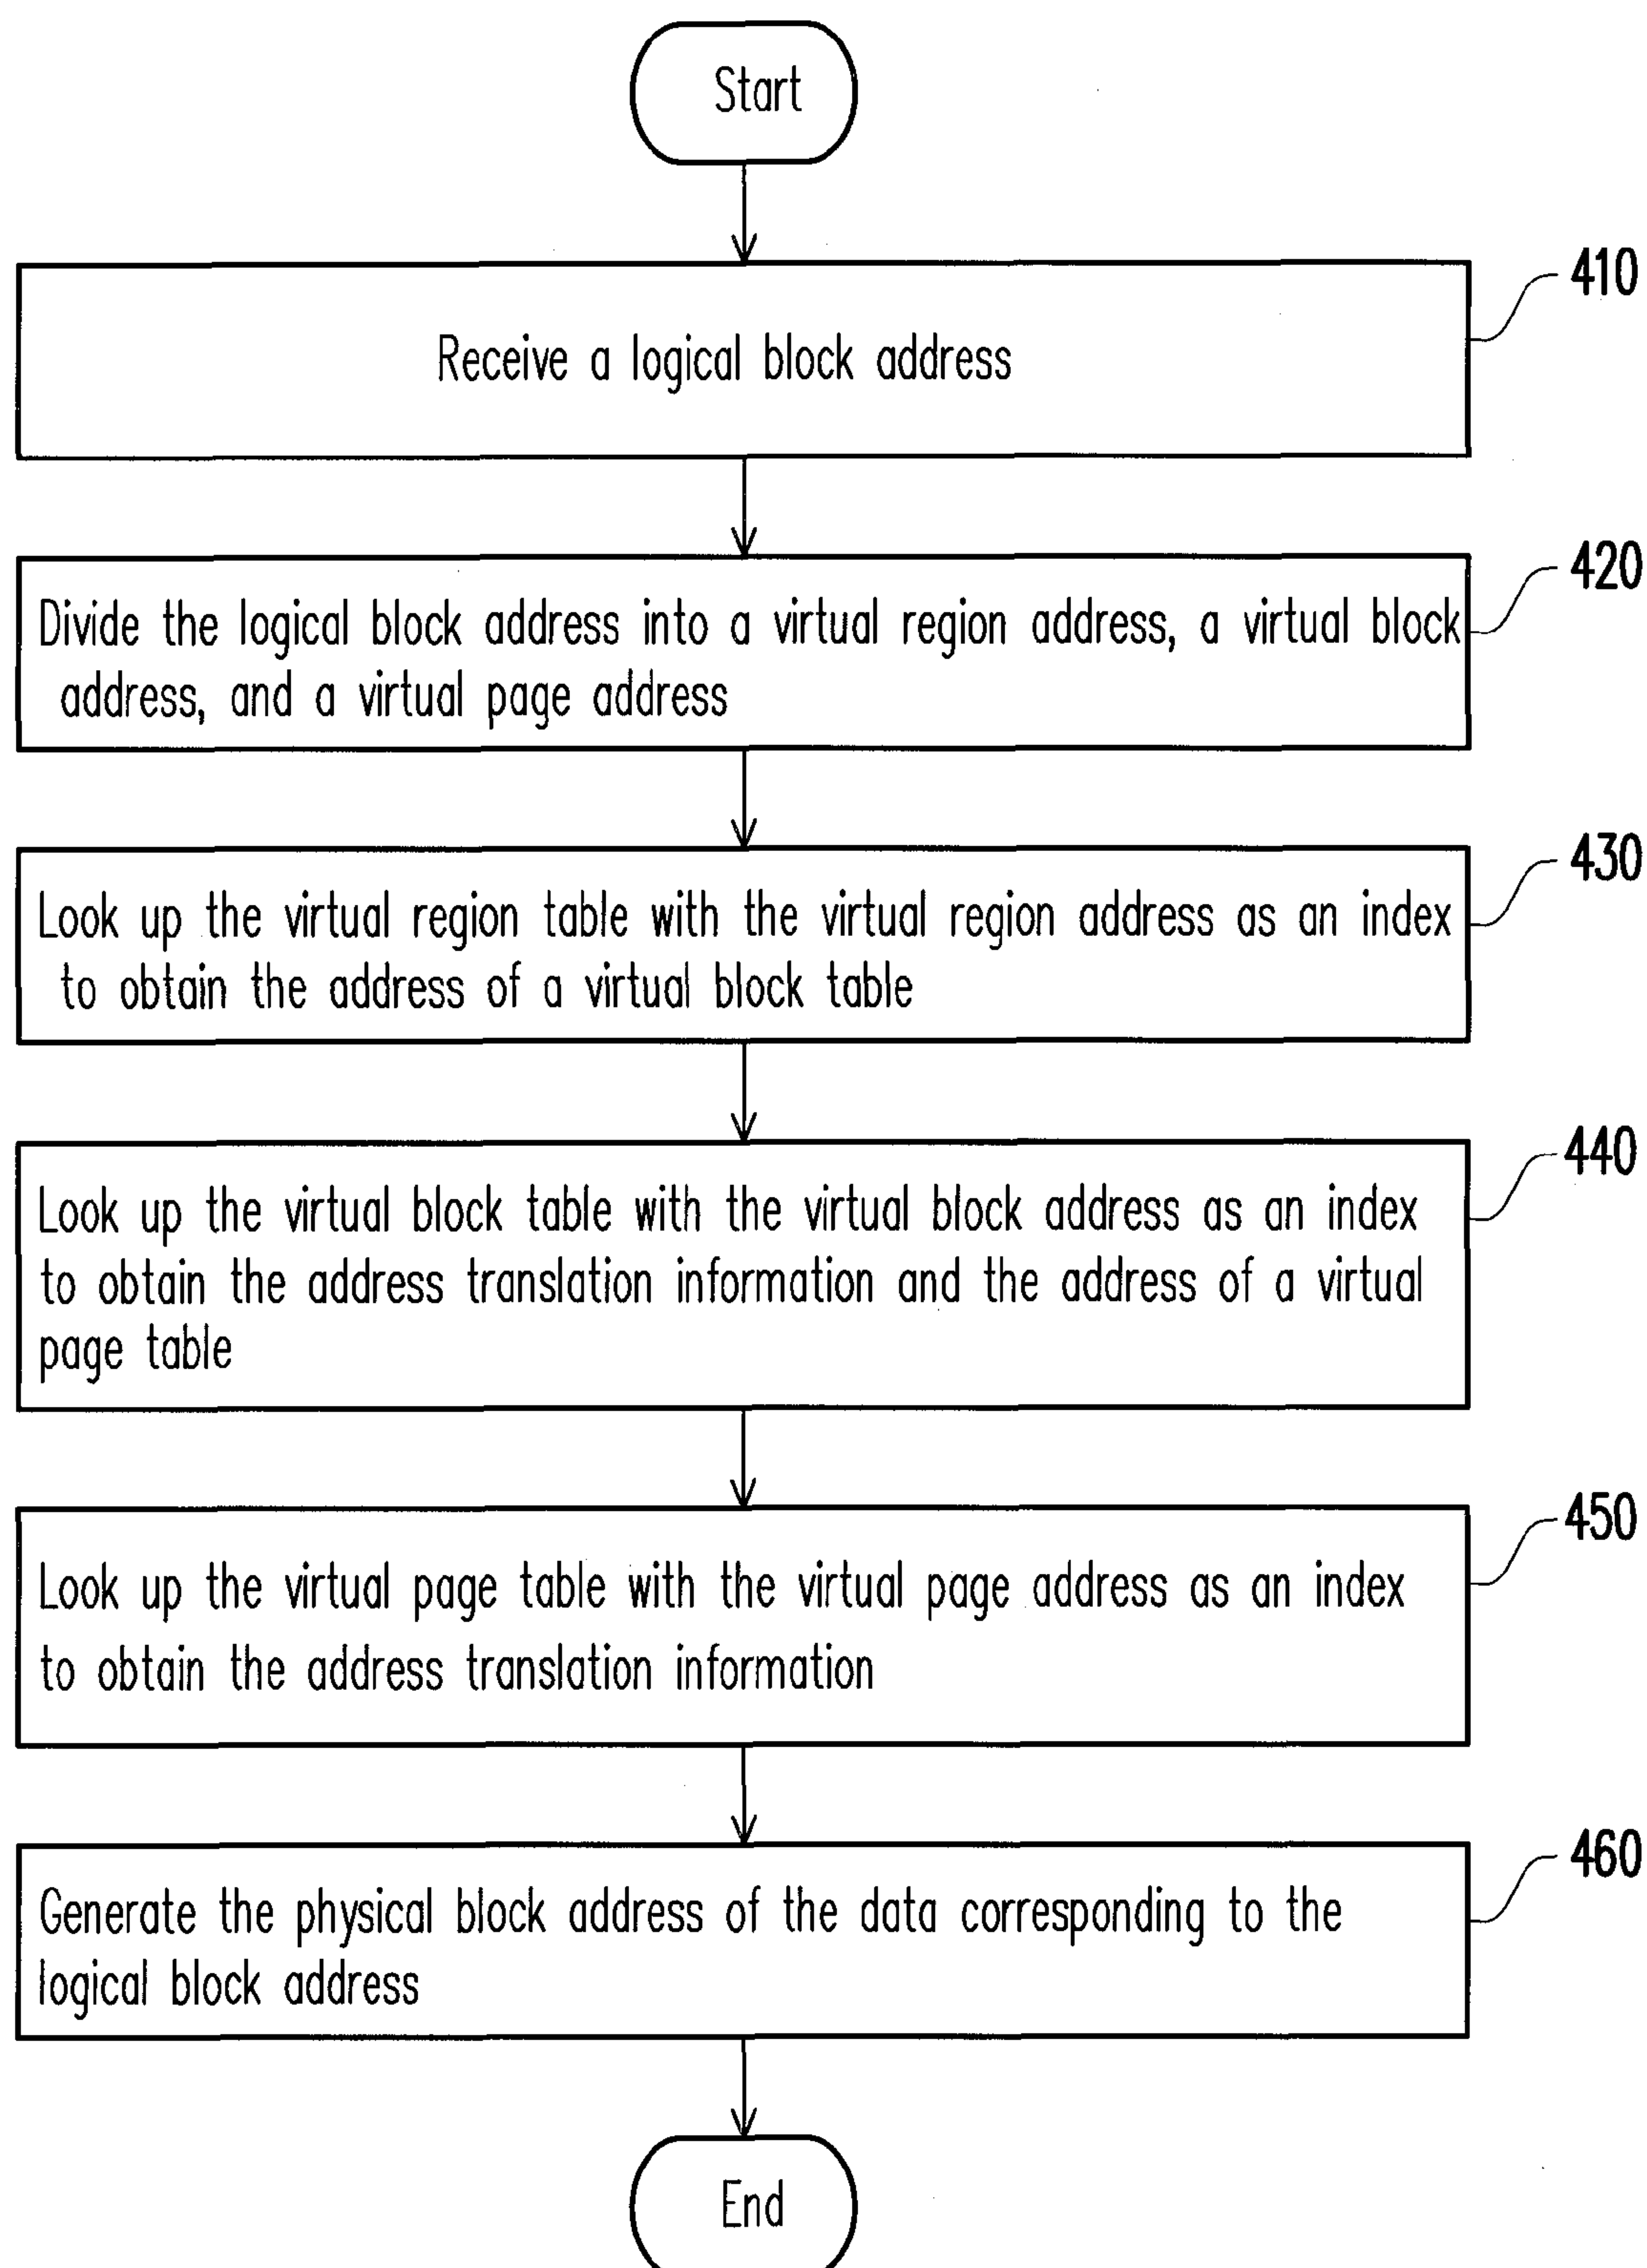 Start
410
Receive a logical block address
420
Divide the logical block address into a virtual region address, a virtual block
address, and a virtual page address
430
Look up the virtual region table with the virtual region address as an index
to obtain the address of a virtual block table
440
Look up the virtual block table with the virtual block address as an index
to obtain the address translation information and the address of a virtual
page table
450
Look up the virtual page table with the virtual page address as an index
to obtain the address translation information
460
Generate the physical block address of the data corresponding to the
logical block address
End